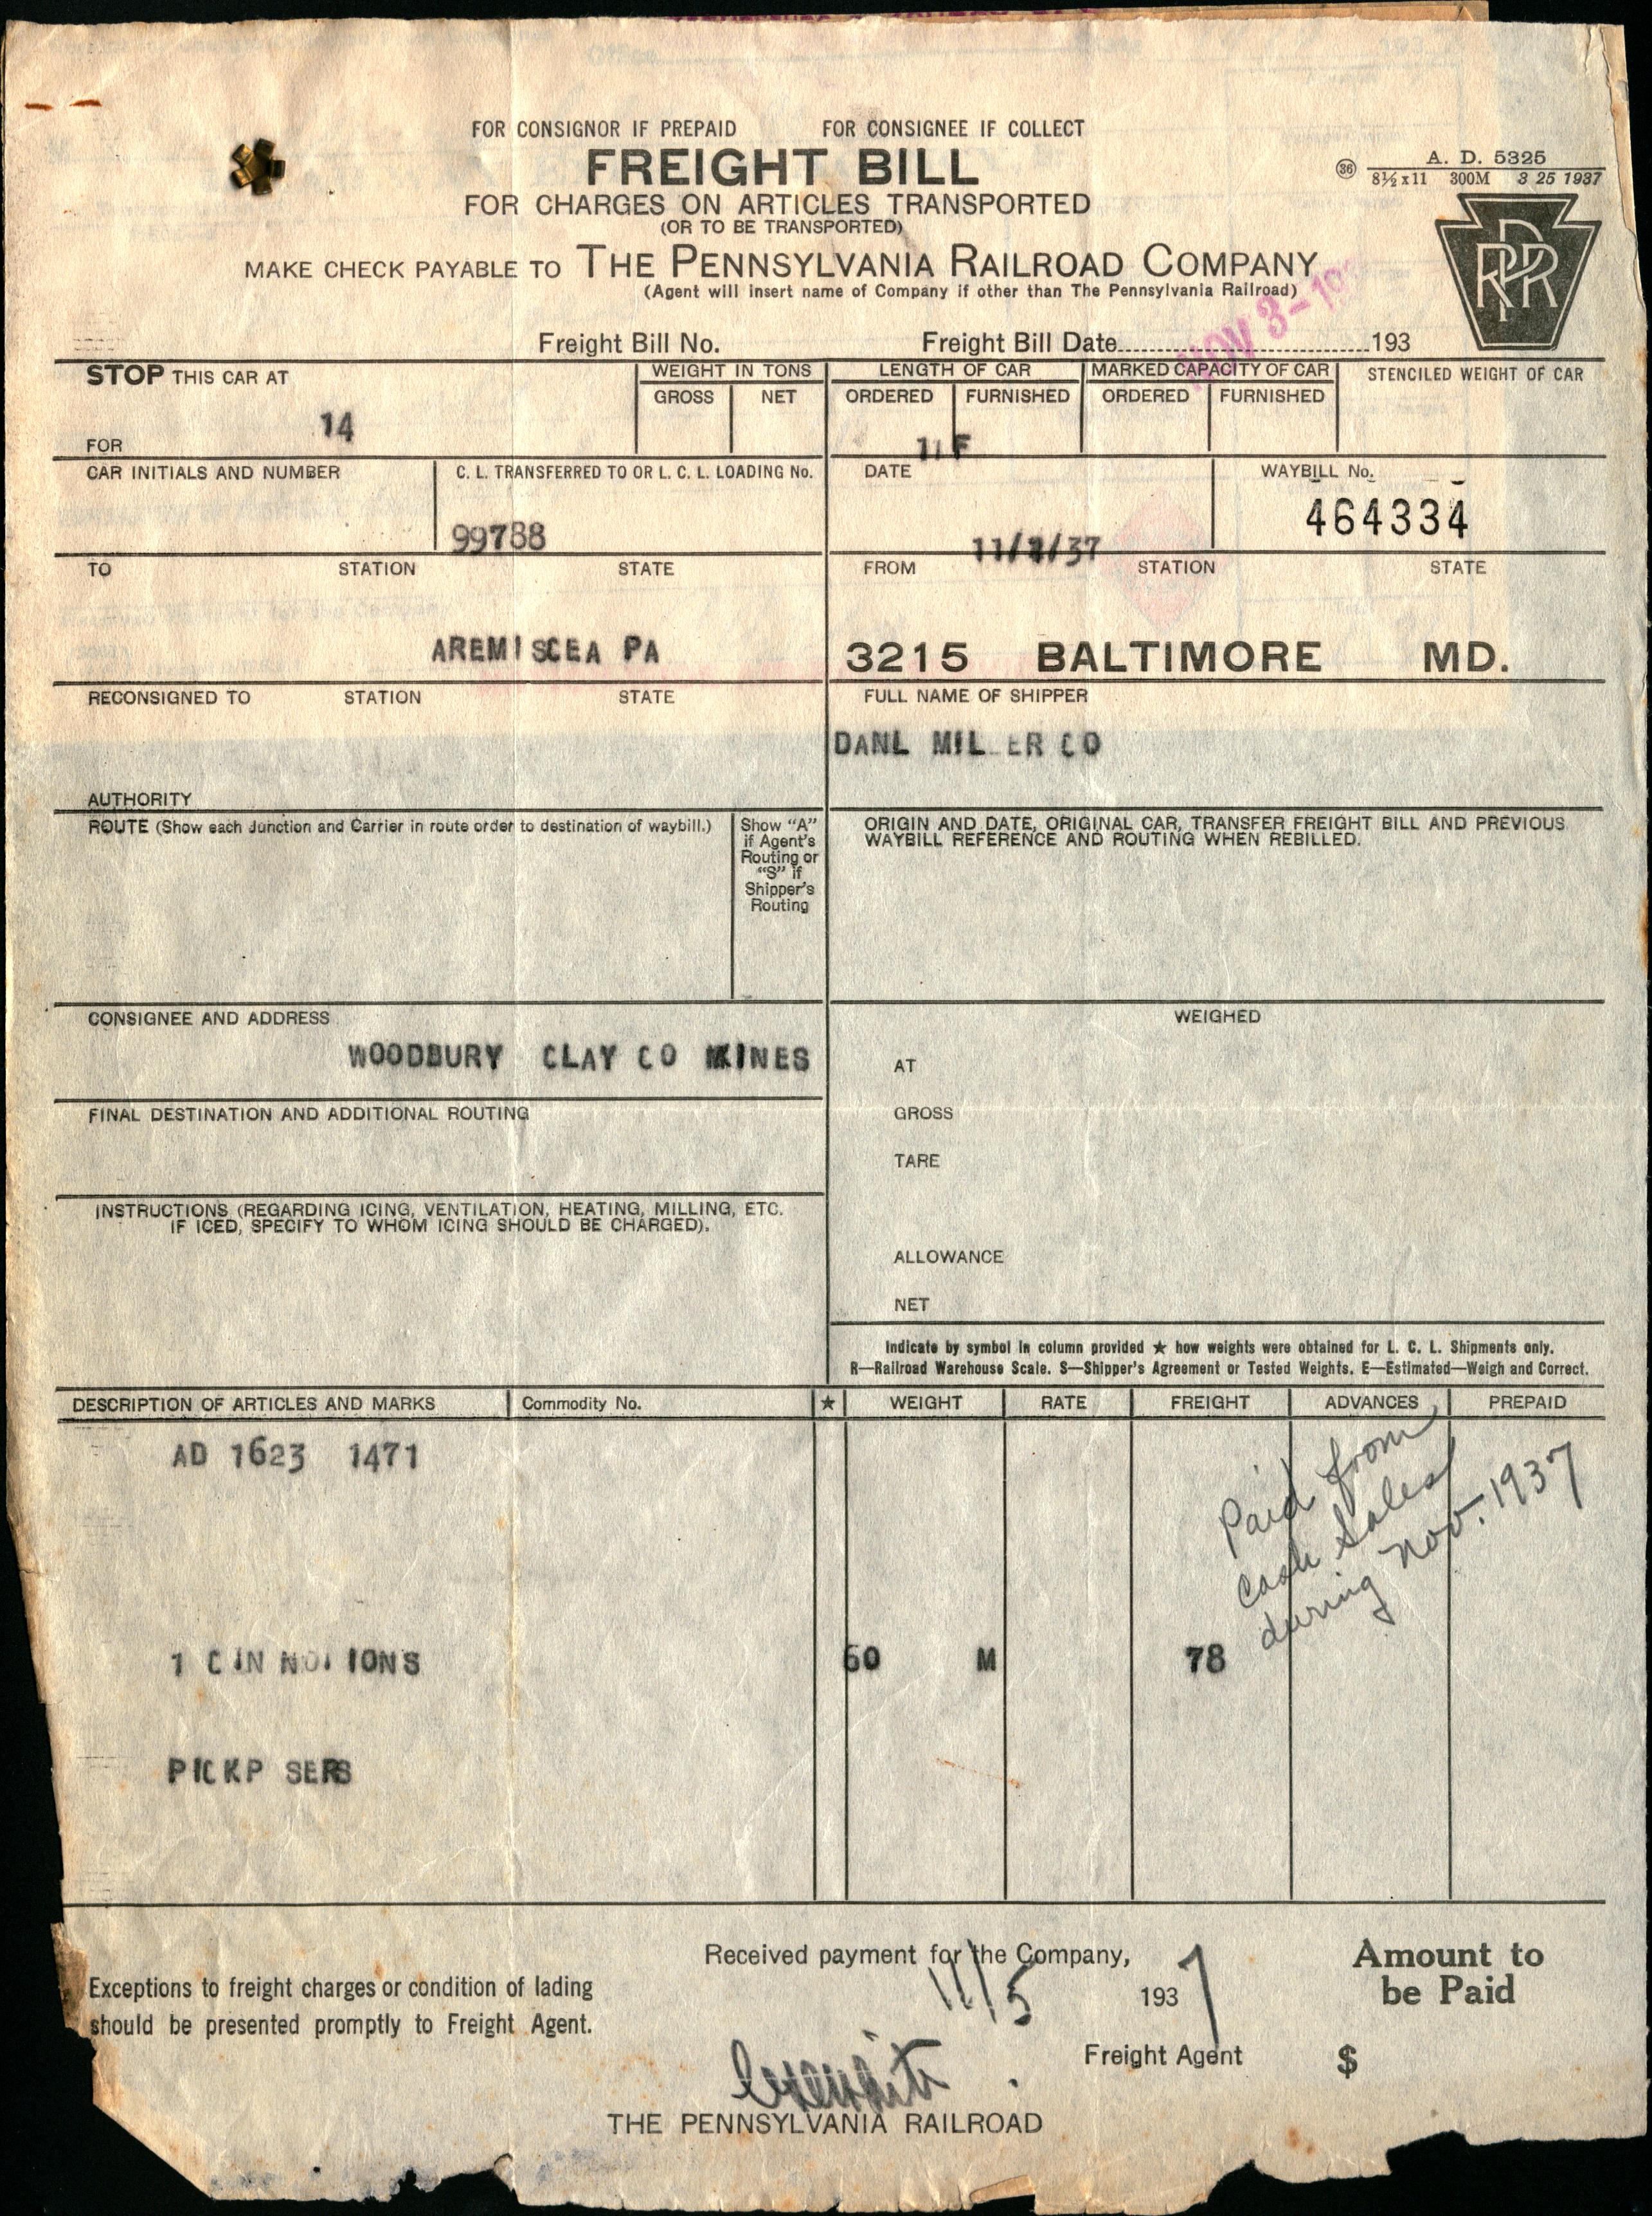 FOR CONSIGNOR IF PREPAID FOR CONSIGNEE IF COLLECT
FREIGHT BILL
FOR CHARGES ON ARTICLES TRANSPORTED
(OR TO BE TRANSPORTED)
MAKE CHECK PAYABLE TO THE PENNSYLVANIA RAILROAD COMPANY
(Agent will insert name of Company if other than The Pennsylvania Railroad)
36 A. D. 5325
8½ x 11 300M 3 25 1937
PRR
NOV 3-19
Freight Bill No. Freight Bill Date 193
STOP THIS CAR AT
14
FOR
WEIGHT IN TONS
GROSS NET
LENGTH OF CAR
ORDERED FURNISHED
11F
MARKED CAPACITY OF CAR
ORDERED FURNISHED
STENCILED WEIGHT OF CAR
CAR INITIALS AND NUMBER
C. L. TRANSFERRED TO OR L. C. L. LOADING No.
99788
DATE
11/2/37
WAYBILL No.
464334
TO STATION STATE
AREMISCEA PA
FROM STATION STATE
3215 BALTIMORE MD.
RECONSIGNED TO STATION STATE
AUTHORITY
FULL NAME OF SHIPPER
DANL MIL ER CO
ROUTE (Show each Junction and Carrier in route order to destination of waybill.)
Show "A"
if Agent's
Routing or
"S" if
Shipper's
Routing
ORIGIN AND DATE, ORIGINAL CAR, TRANSFER FREIGHT BILL AND PREVIOUS
WAYBILL REFERENCE AND ROUTING WHEN REBILLED.
CONSIGNEE AND ADDRESS
WOODBURY CLAY CO MINES
FINAL DESTINATION AND ADDITIONAL ROUTING
INSTRUCTIONS (REGARDING ICING, VENTILATION, HEATING, MILLING, ETC.
IF ICED, SPECIFY TO WHOM ICING SHOULD BE CHARGED).
WEIGHED
AT
GROSS
TARE
ALLOWANCE
NET
Indicate by symbol in column provided ★ how weights were obtained for L. C. L. Shipments only.
R—Railroad Warehouse Scale. S—Shipper's Agreement or Tested Weights. E—Estimated—Weigh and Correct.
DESCRIPTION OF ARTICLES AND MARKS Commodity No. ★ WEIGHT RATE FREIGHT ADVANCES PREPAID
AD 1623 1471
Paid from
Cash Sales
during Nov. 1937
1 CIN NOTIONS 60 M 78
PICKP SERS
Received payment for the Company,
11/5 1937
Freight Agent
THE PENNSYLVANIA RAILROAD
Exceptions to freight charges or condition of lading
should be presented promptly to Freight Agent.
Amount to
be Paid
$